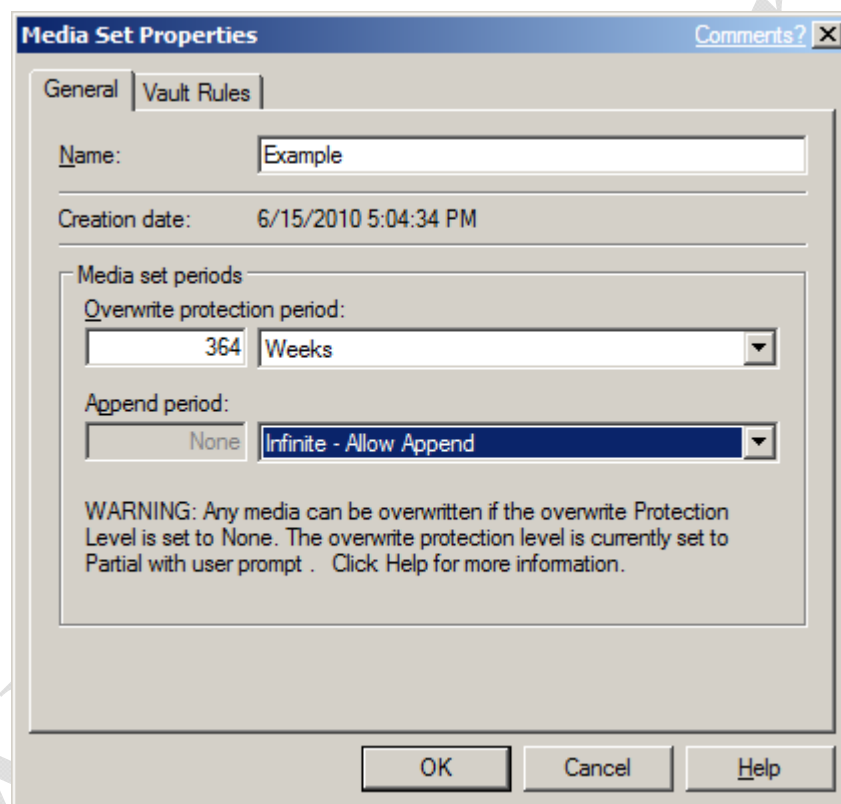 Media Set Properties Comments?
General Vault Rules
Name: Example
Creation date: 6/15/2010 5:04:34 PM
Media set periods
Overwrite protection period:
364 Weeks
Append period:
None Infinite - Allow Append
WARNING: Any media can be overwritten if the overwrite Protection
Level is set to None. The overwrite protection level is currently set to
Partial with user prompt . Click Help for more information.
OK Cancel Help